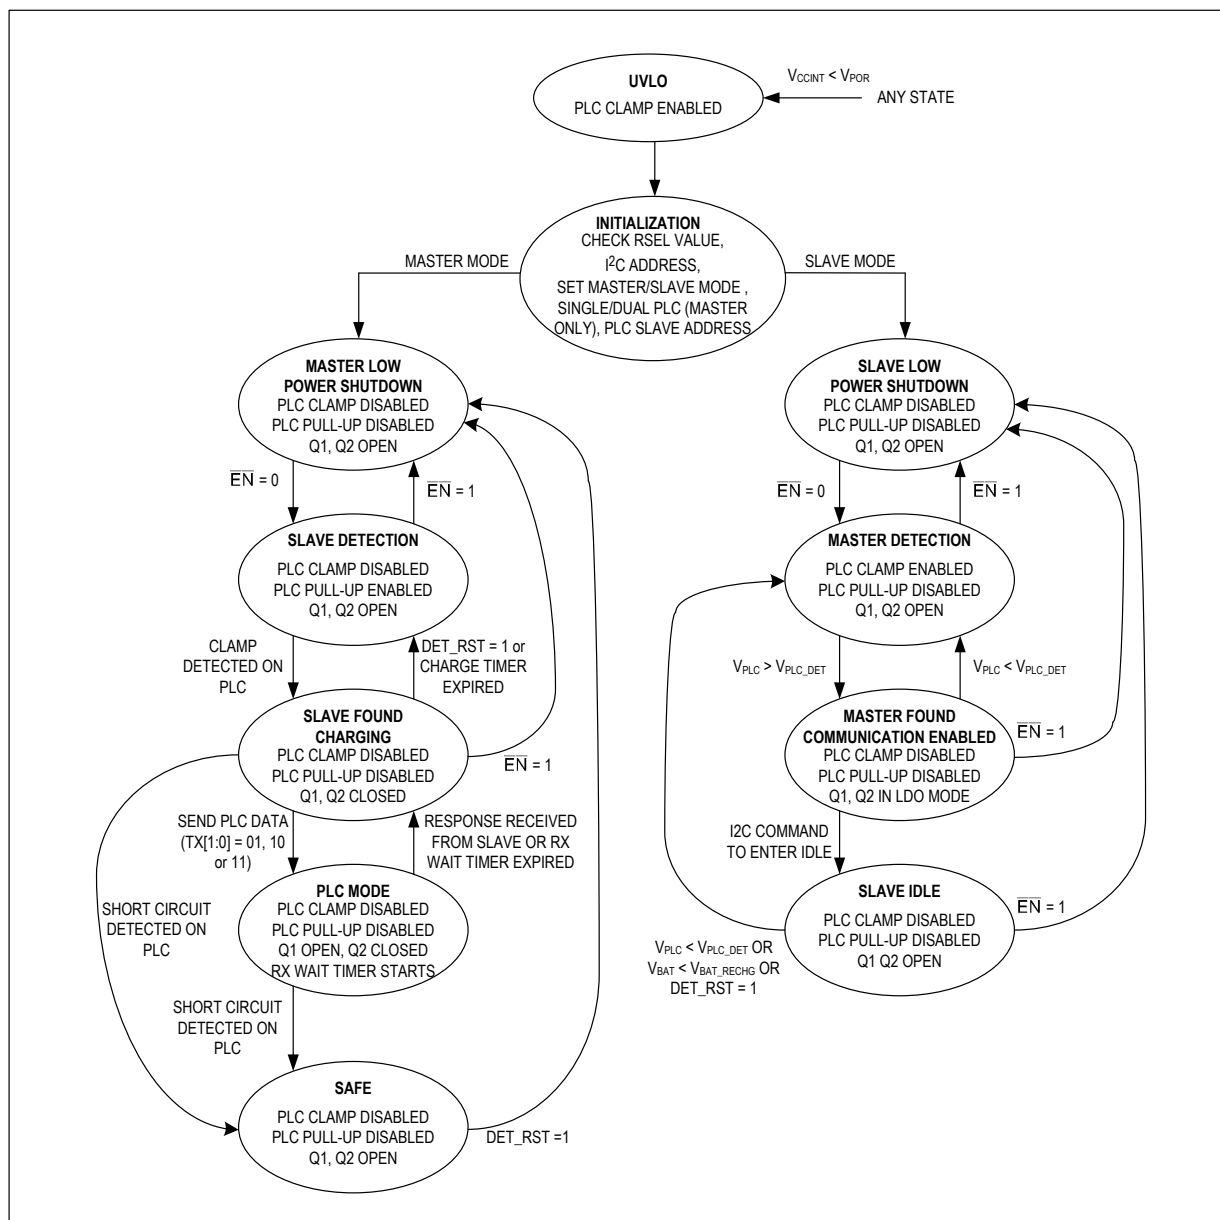 UVLO
PLC CLAMP ENABLED
VCCINT < VPOR
ANY STATE
INITIALIZATION
CHECK RSEL VALUE,
I2C ADDRESS,
SET MASTER/SLAVE MODE ,
SINGLE/DUAL PLC (MASTER
ONLY), PLC SLAVE ADDRESS
MASTER MODE
SLAVE MODE
MASTER LOW
POWER SHUTDOWN
PLC CLAMP DISABLED
PLC PULL-UP DISABLED
Q1, Q2 OPEN
E̅N̅ = 0
E̅N̅ = 1
SLAVE DETECTION
PLC CLAMP DISABLED
PLC PULL-UP ENABLED
Q1, Q2 OPEN
CLAMP
DETECTED ON
PLC
DET_RST = 1 or
CHARGE TIMER
EXPIRED
SLAVE FOUND
CHARGING
PLC CLAMP DISABLED
PLC PULL-UP DISABLED
Q1, Q2 CLOSED
E̅N̅ = 1
SEND PLC DATA
(TX[1:0] = 01, 10
or 11)
RESPONSE RECEIVED
FROM SLAVE OR RX
WAIT TIMER EXPIRED
PLC MODE
PLC CLAMP DISABLED
PLC PULL-UP DISABLED
Q1 OPEN, Q2 CLOSED
RX WAIT TIMER STARTS
SHORT CIRCUIT
DETECTED ON
PLC
SHORT CIRCUIT
DETECTED ON
PLC
SAFE
PLC CLAMP DISABLED
PLC PULL-UP DISABLED
Q1, Q2 OPEN
DET_RST =1
SLAVE LOW
POWER SHUTDOWN
PLC CLAMP DISABLED
PLC PULL-UP DISABLED
Q1, Q2 OPEN
E̅N̅ = 0
E̅N̅ = 1
MASTER DETECTION
PLC CLAMP ENABLED
PLC PULL-UP DISABLED
Q1, Q2 OPEN
VPLC > VPLC_DET
VPLC < VPLC_DET
MASTER FOUND
COMMUNICATION ENABLED
PLC CLAMP DISABLED
PLC PULL-UP DISABLED
Q1, Q2 IN LDO MODE
E̅N̅ = 1
I2C COMMAND
TO ENTER IDLE
SLAVE IDLE
PLC CLAMP DISABLED
PLC PULL-UP DISABLED
Q1 Q2 OPEN
E̅N̅ = 1
VPLC < VPLC_DET OR
VBAT < VBAT_RECHG OR
DET_RST = 1